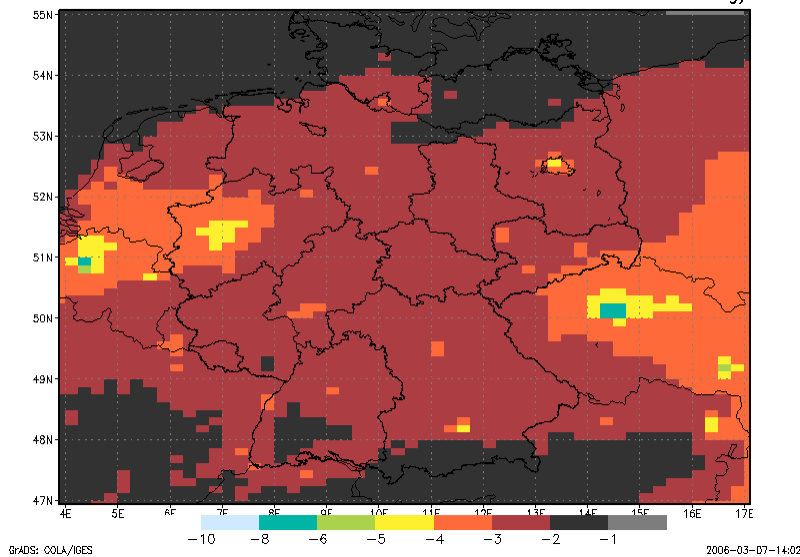 55N
54N
53N
52N
51N
50N
49N
48N
47N
4E 5E 6E 7E 8E 9E 10E 11E 12E 13E 14E 15E 16E 17E
-10 -8 -6 -5 -4 -3 -2 -1
GrADS: COLA/IGES 2006-03-07-14:02